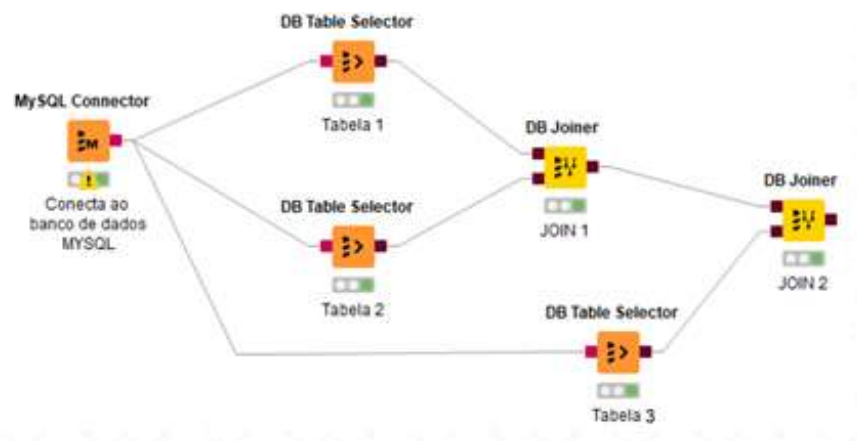 DB Table Selector
Tabela 1
MySQL Connector
Conecta ao
banco de dados
MYSQL
DB Table Selector
Tabela 2
DB Joiner
JOIN 1
DB Joiner
JOIN 2
DB Table Selector
Tabela 3